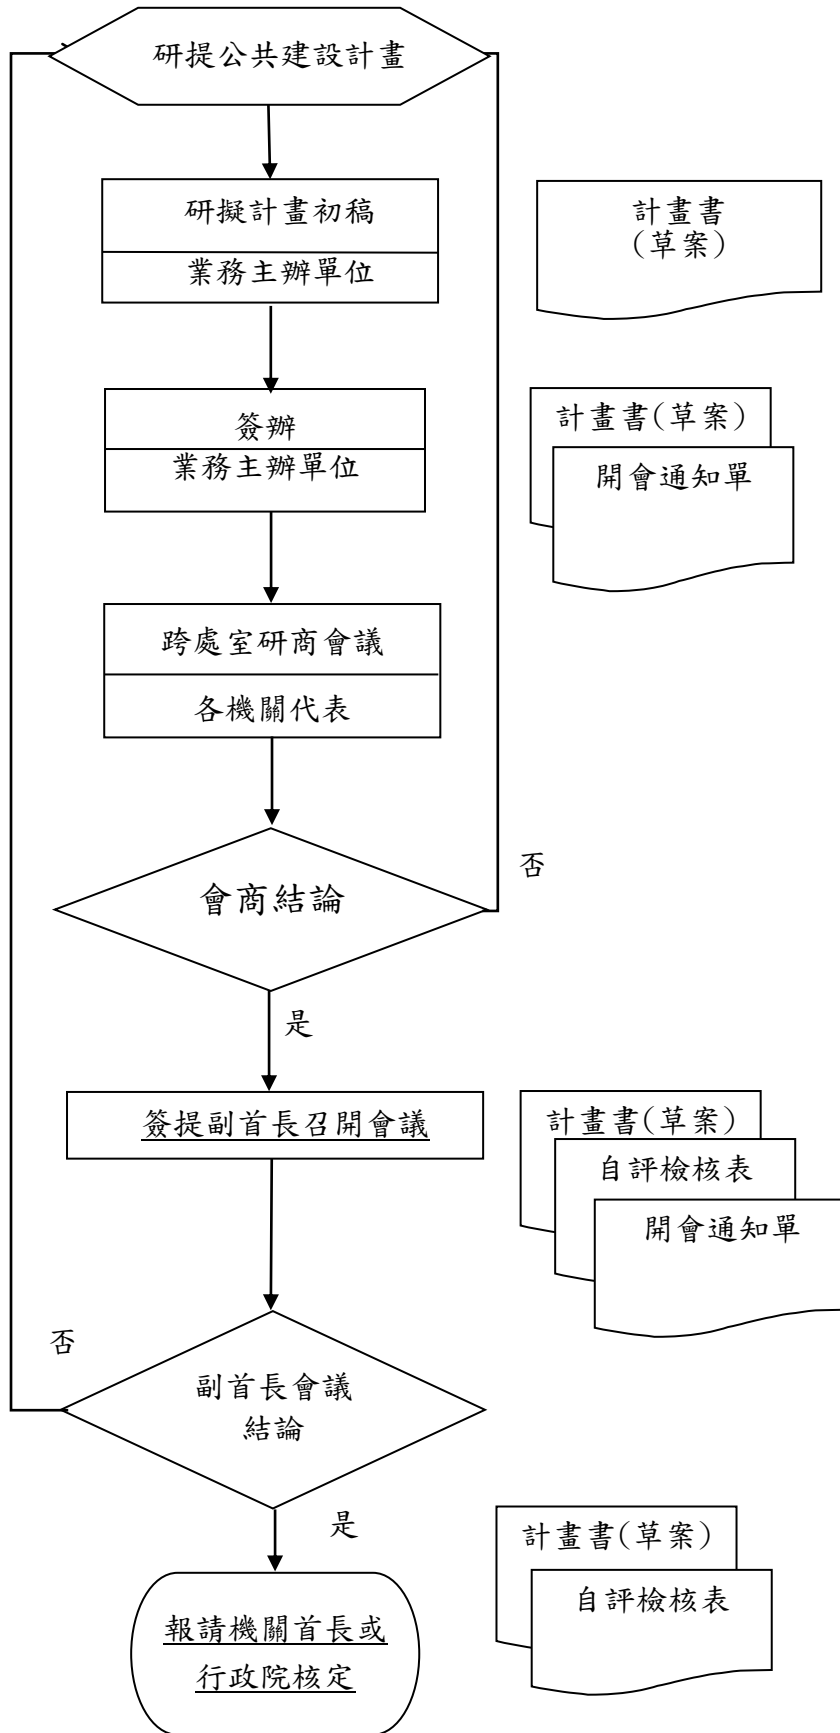 研提公共建設計畫
研擬計畫初稿
業務主辦單位
計畫書
(草案)
簽辦
業務主辦單位
計畫書(草案)
開會通知單
跨處室研商會議
各機關代表
會商結論
否
是
簽提副首長召開會議
計畫書(草案)
自評檢核表
開會通知單
否
副首長會議
結論
是
報請機關首長或
行政院核定
計畫書(草案)
自評檢核表